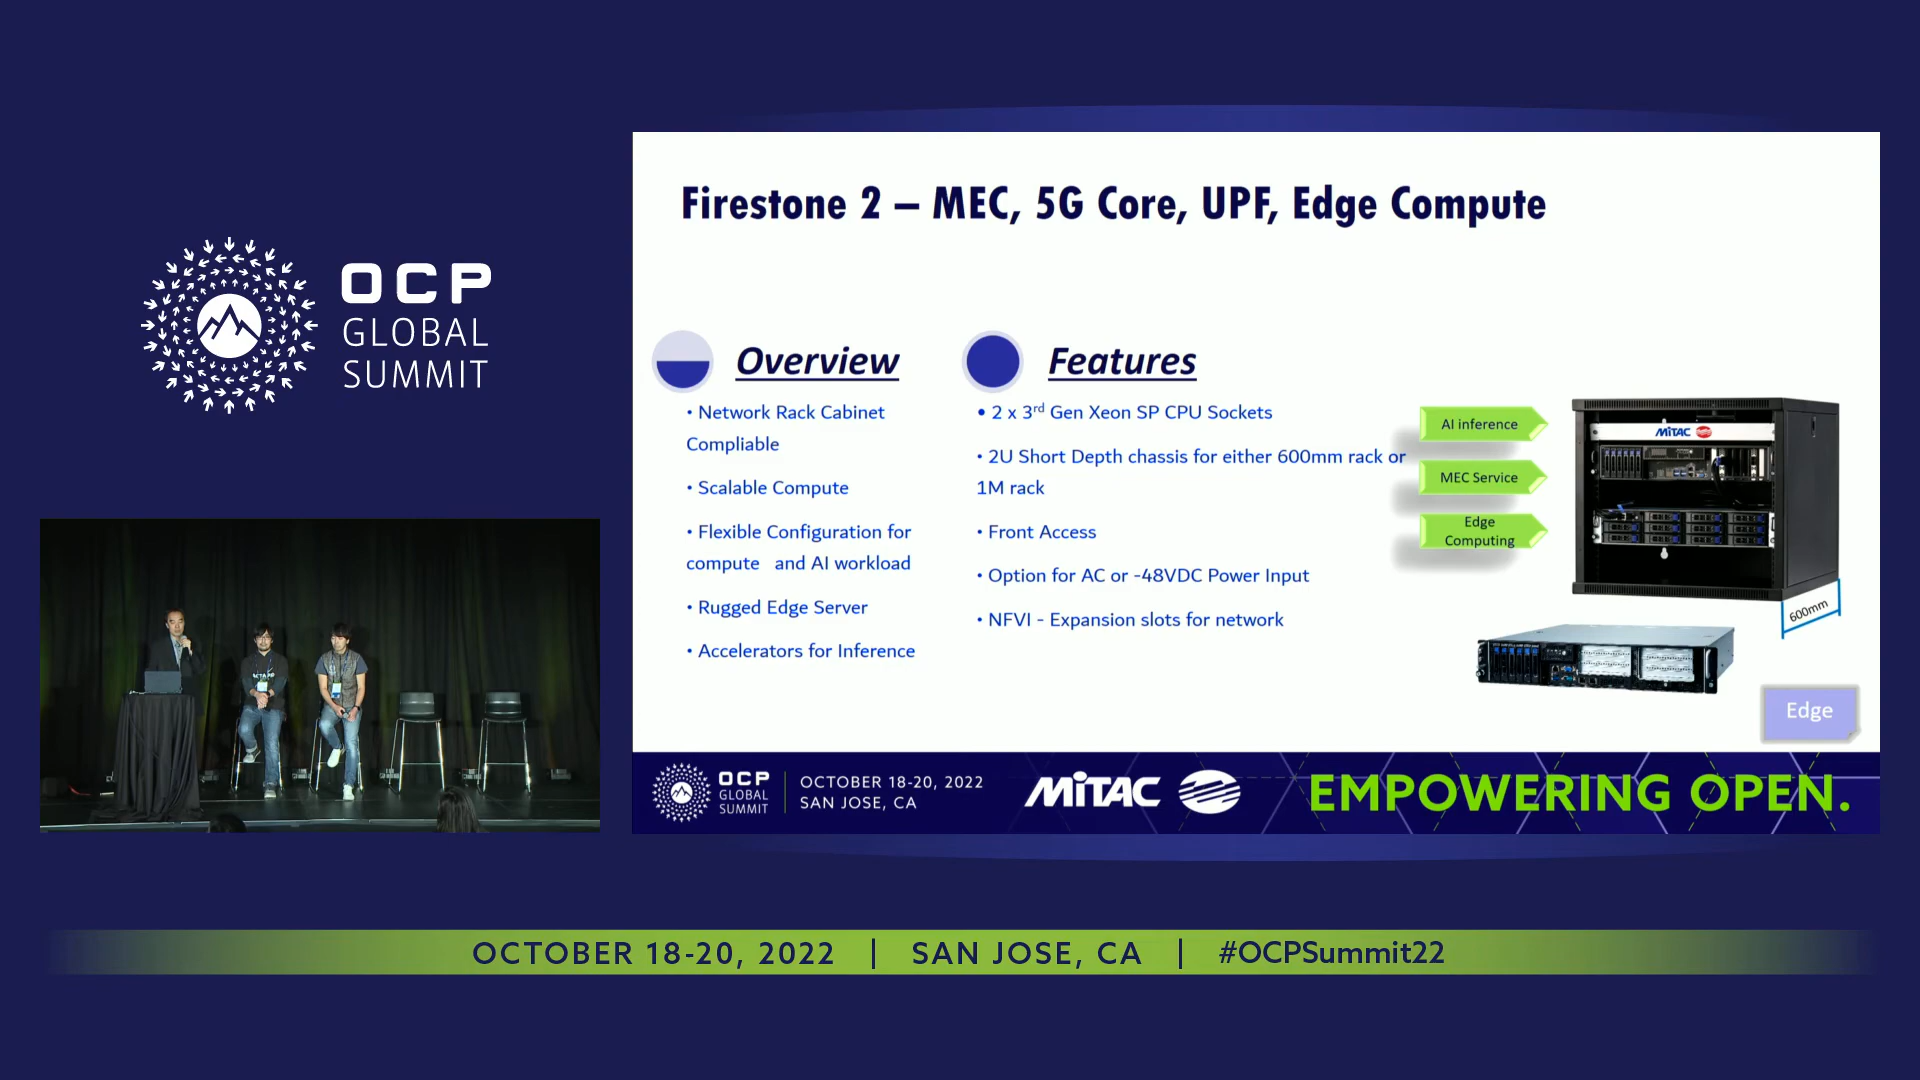 OCP
GLOBAL
SUMMIT
Firestone 2 – MEC, 5G Core, UPF, Edge Compute
Overview
• Network Rack Cabinet
Compliable
• Scalable Compute
• Flexible Configuration for
compute and AI workload
• Rugged Edge Server
• Accelerators for Inference
Features
• 2 x 3rd Gen Xeon SP CPU Sockets
• 2U Short Depth chassis for either 600mm rack or
1M rack
• Front Access
• Option for AC or -48VDC Power Input
• NFVI - Expansion slots for network
AI inference
MEC Service
Edge
Computing
MiTAC
600mm
Edge
OCP
GLOBAL
SUMMIT
OCTOBER 18-20, 2022
SAN JOSE, CA
MiTAC
EMPOWERING OPEN.
OCTOBER 18-20, 2022 | SAN JOSE, CA | #OCPSummit22